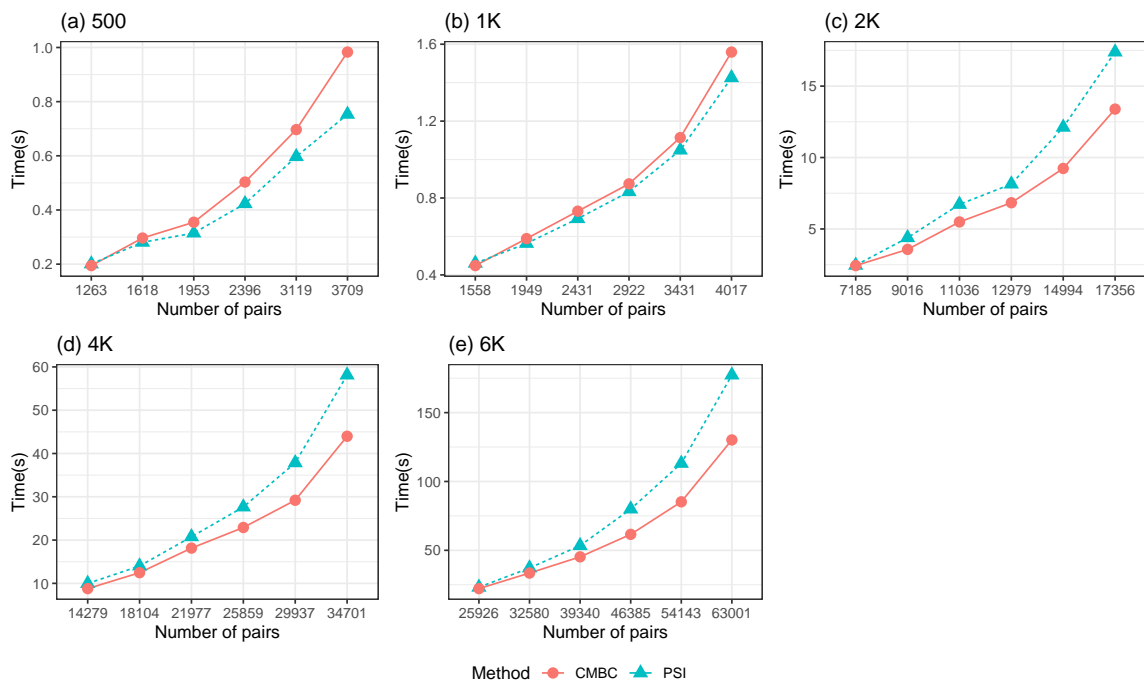 (a) 500
1.0
0.8
0.6
0.4
0.2
Time(s)
1263 1618 1953 2396 3119 3709
Number of pairs
(b) 1K
1.6
1.2
0.8
0.4
Time(s)
1558 1949 2431 2922 3431 4017
Number of pairs
(c) 2K
15
10
5
Time(s)
7185 9016 11036 12979 14994 17356
Number of pairs
(d) 4K
60
50
40
30
20
10
Time(s)
14279 18104 21977 25859 29937 34701
Number of pairs
(e) 6K
150
100
50
Time(s)
25926 32580 39340 46385 54143 63001
Number of pairs
Method CMBC PSI